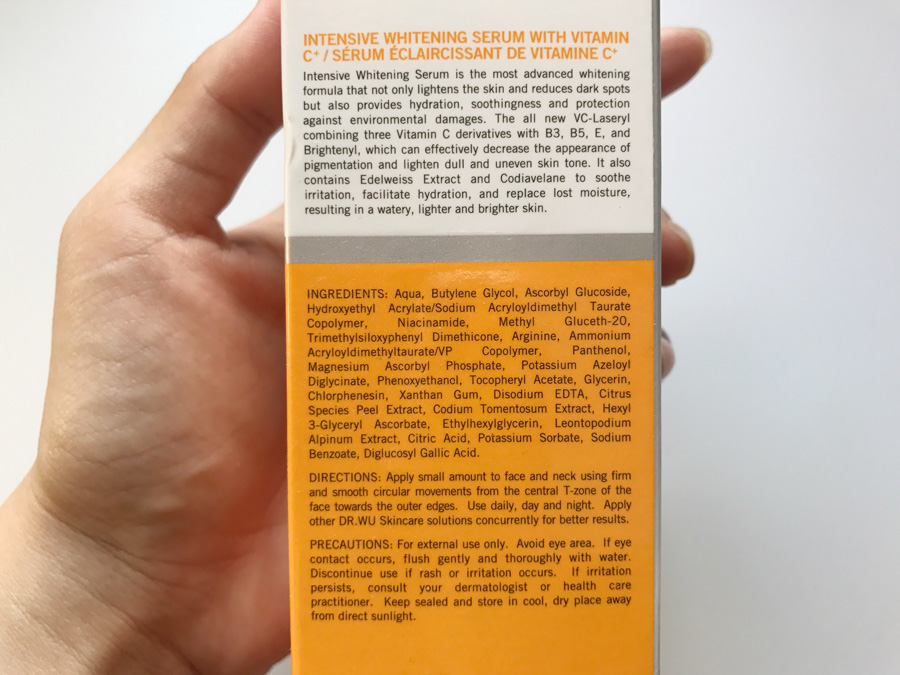 INTENSIVE WHITENING SERUM WITH VITAMIN
C+ / SÉRUM ÉCLAIRCISSANT DE VITAMINE C+
Intensive Whitening Serum is the most advanced whitening
formula that not only lightens the skin and reduces dark spots
but also provides hydration, soothingness and protection
against environmental damages. The all new VC-Laseryl
combining three Vitamin C derivatives with B3, B5, E, and
Brightenyl, which can effectively decrease the appearance of
pigmentation and lighten dull and uneven skin tone. It also
contains Edelweiss Extract and Codiavelane to soothe
irritation, facilitate hydration, and replace lost moisture,
resulting in a watery, lighter and brighter skin.
INGREDIENTS: Aqua, Butylene Glycol, Ascorbyl Glucoside,
Hydroxyethyl Acrylate/Sodium Acryloyldimethyl Taurate
Copolymer, Niacinamide, Methyl Gluceth-20,
Trimethylsiloxyphenyl Dimethicone, Arginine, Ammonium
Acryloyldimethyltaurate/VP Copolymer, Panthenol,
Magnesium Ascorbyl Phosphate, Potassium Azeloyl
Diglycinate, Phenoxyethanol, Tocopheryl Acetate, Glycerin,
Chlorphenesin, Xanthan Gum, Disodium EDTA, Citrus
Species Peel Extract, Codium Tomentosum Extract, Hexyl
3-Glyceryl Ascorbate, Ethylhexylglycerin, Leontopodium
Alpinum Extract, Citric Acid, Potassium Sorbate, Sodium
Benzoate, Diglucosyl Gallic Acid.
DIRECTIONS: Apply small amount to face and neck using firm
and smooth circular movements from the central T-zone of the
face towards the outer edges. Use daily, day and night. Apply
other DR.WU Skincare solutions concurrently for better results.
PRECAUTIONS: For external use only. Avoid eye area. If eye
contact occurs, flush gently and thoroughly with water.
Discontinue use if rash or irritation occurs. If irritation
persists, consult your dermatologist or health care
practitioner. Keep sealed and store in cool, dry place away
from direct sunlight.